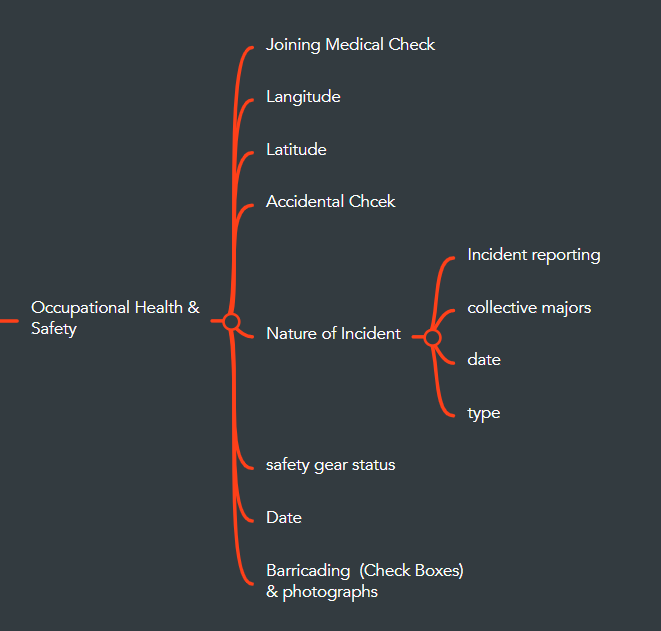 Joining Medical Check
Langitude
Latitude
Accidental Chcek
Incident reporting
collective majors
Occupational Health &
Safety
Nature of Incident
date
type
safety gear status
Date
Barricading  (Check Boxes)
& photographs